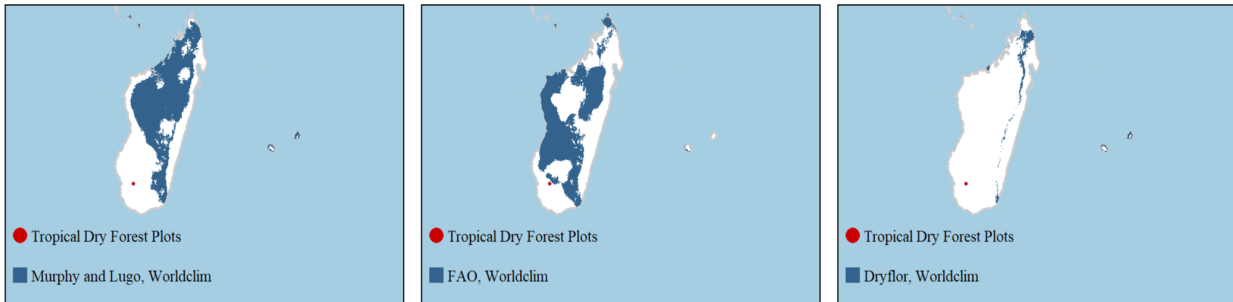 Tropical Dry Forest Plots
Murphy and Lugo, Worldclim
Tropical Dry Forest Plots
FAO, Worldclim
Tropical Dry Forest Plots
Dryflor, Worldclim